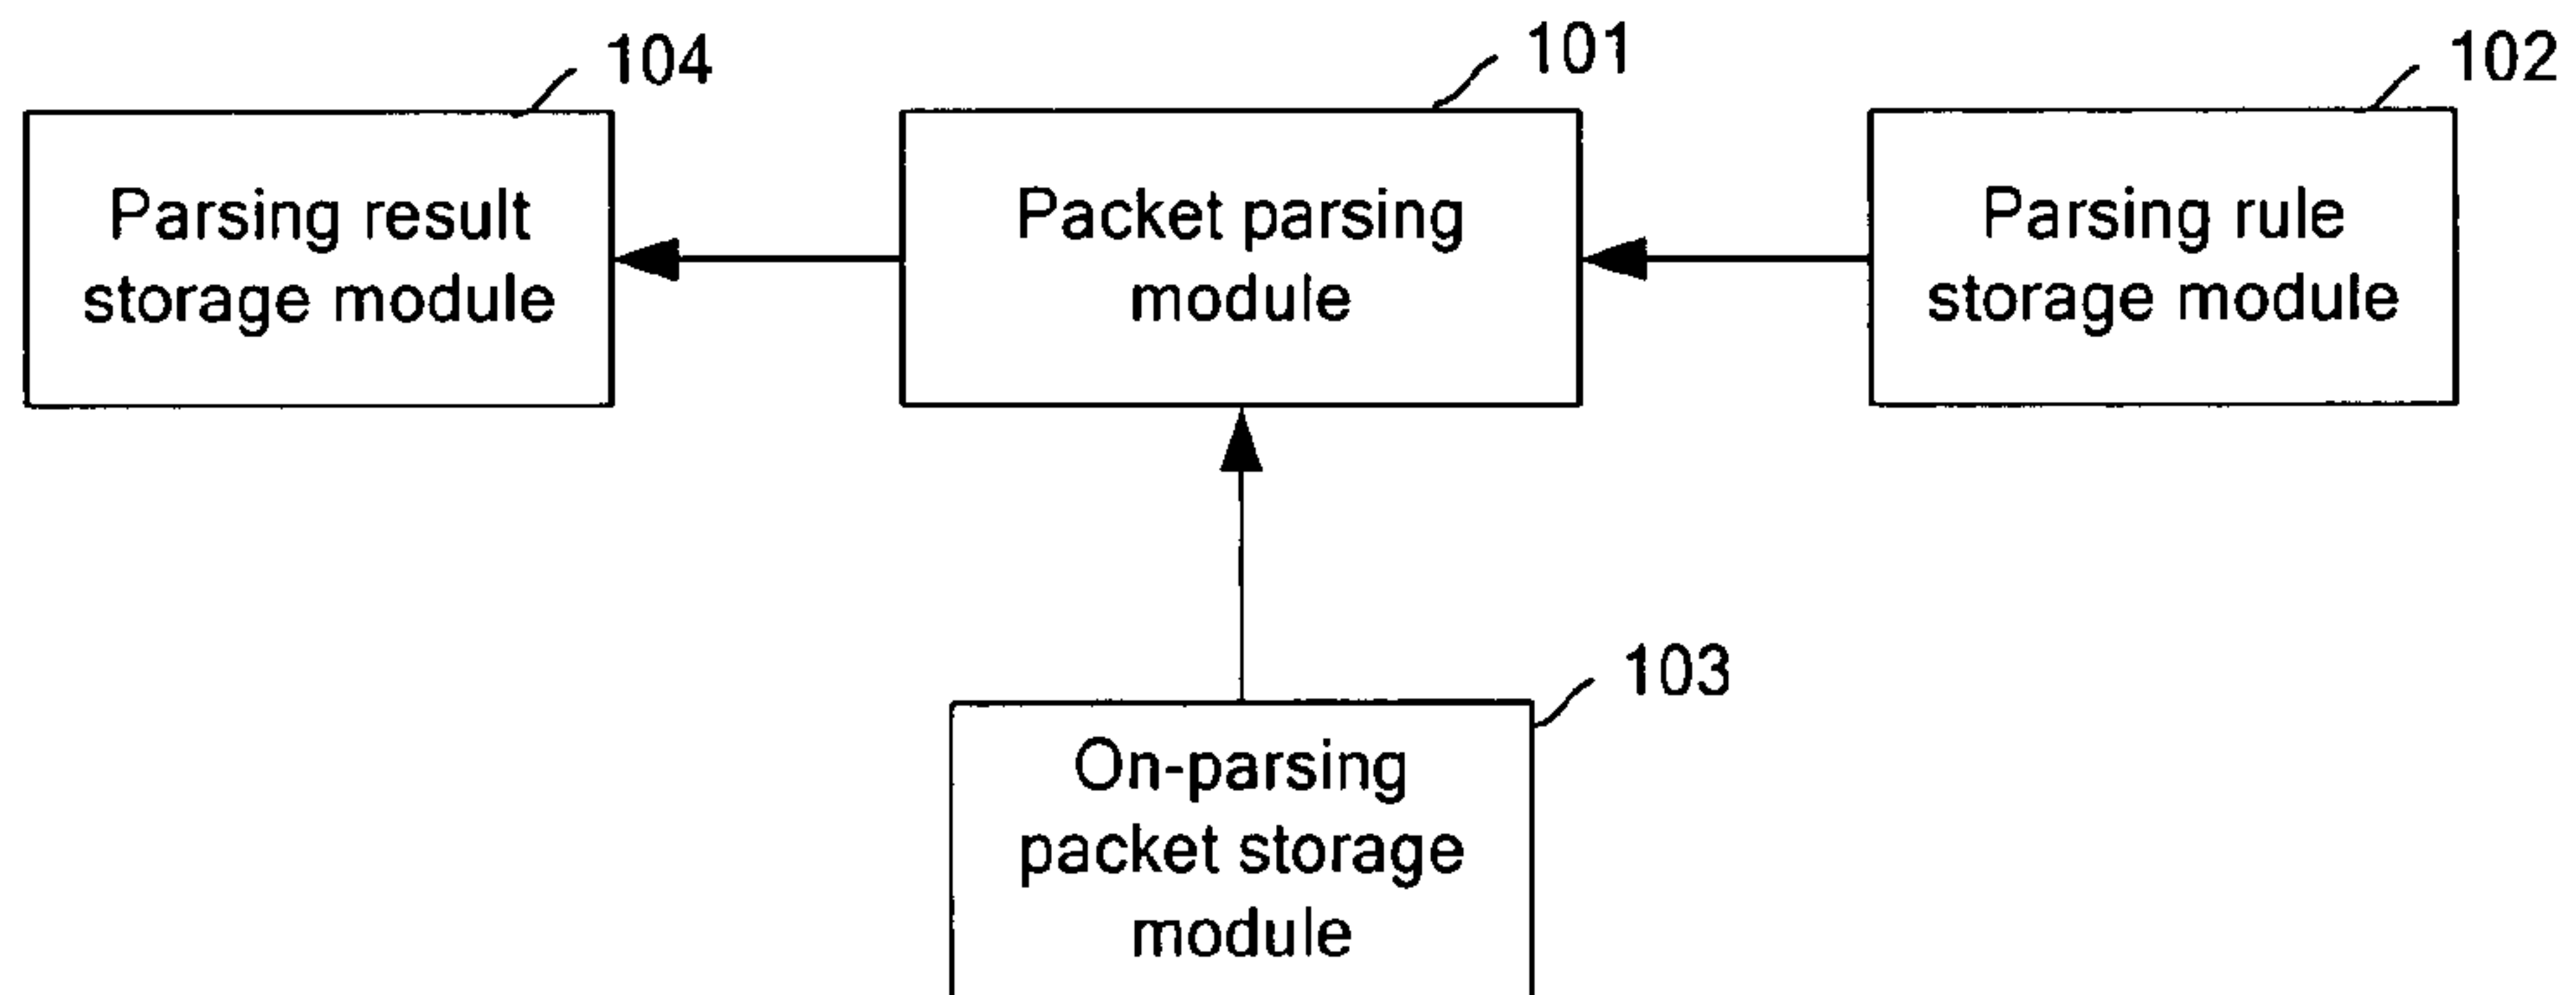 104
101
102
Parsing result
storage module
Packet parsing
module
Parsing rule
storage module
103
On-parsing
packet storage
module